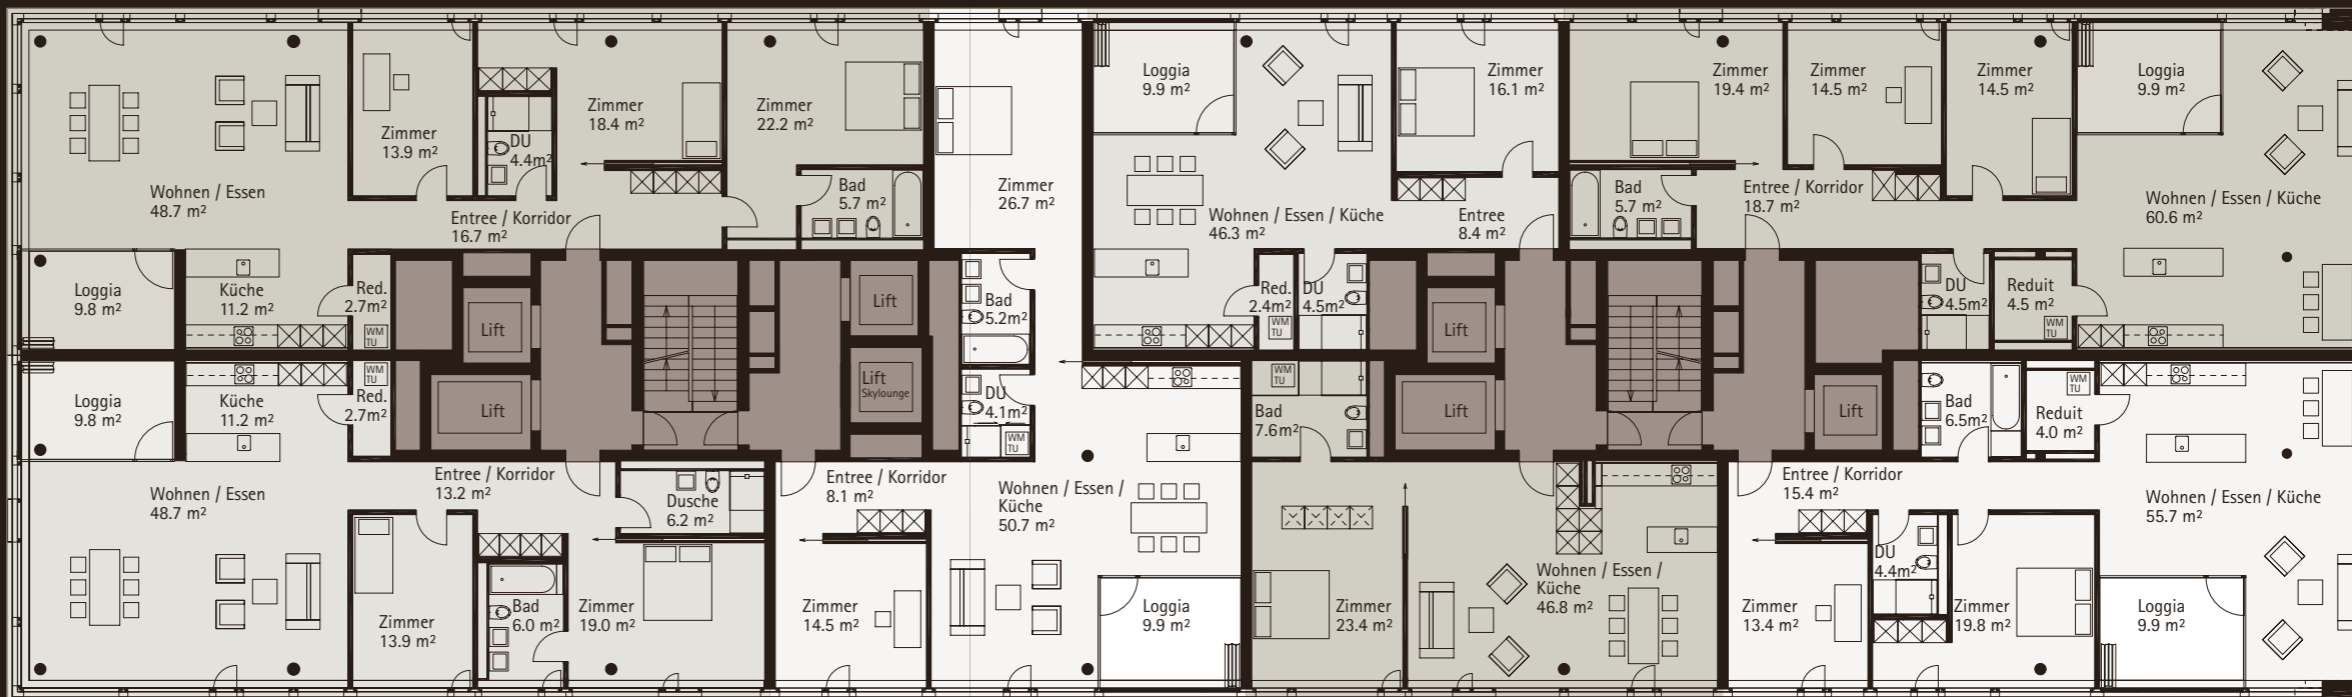 Wohnen / Essen
48.7 m²
Zimmer
13.9 m²
DU
4.4m²
Zimmer
18.4 m²
Zimmer
22.2 m²
Bad
5.7 m²
Entree / Korridor
16.7 m²
Loggia
9.8 m²
Küche
11.2 m²
Red.
2.7m²
WM
TU
Lift
Lift
Zimmer
26.7 m²
Bad
5.2m²
Loggia
9.9 m²
Zimmer
16.1 m²
Wohnen / Essen / Küche
46.3 m²
Entree
8.4 m²
Red.
2.4m²
WM
TU
DU
4.5m²
Lift
Zimmer
19.4 m²
Zimmer
14.5 m²
Zimmer
14.5 m²
Loggia
9.9 m²
Bad
5.7 m²
Entree / Korridor
18.7 m²
Wohnen / Essen / Küche
60.6 m²
DU
4.5m²
Reduit
4.5 m²
WM
TU
Loggia
9.8 m²
Küche
11.2 m²
WM
TU
Red.
2.7m²
Lift
Lift
Skylounge
DU
4.1m²
WM
TU
Wohnen / Essen
48.7 m²
Entree / Korridor
13.2 m²
Dusche
6.2 m²
Zimmer
13.9 m²
Bad
6.0 m²
Zimmer
19.0 m²
Entree / Korridor
8.1 m²
Zimmer
14.5 m²
Wohnen / Essen /
Küche
50.7 m²
Loggia
9.9 m²
WM
TU
Bad
7.6m²
Lift
Zimmer
23.4 m²
Wohnen / Essen /
Küche
46.8 m²
Lift
Entree / Korridor
15.4 m²
Bad
6.5m²
WM
TU
Reduit
4.0 m²
Zimmer
13.4 m²
DU
4.4m²
Zimmer
19.8 m²
Wohnen / Essen / Küche
55.7 m²
Loggia
9.9 m²